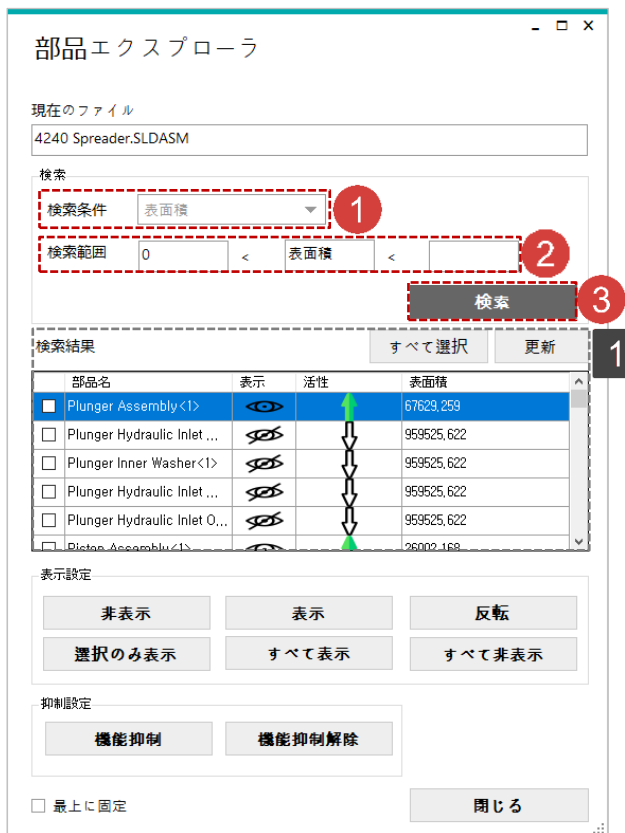 部品エクスプローラ
現在のファイル
4240 Spreader.SLDASM
検索
検索条件 表面積 1
検索範囲 0 < 表面積 < 2
検索 3
検索結果 すべて選択 更新 1
部品名 表示 活性 表面積
Plunger Assembly<1> 67629,259
Plunger Hydraulic Inlet ... 959525,622
Plunger Inner Washer<1> 959525,622
Plunger Hydraulic Inlet ... 959525,622
Plunger Hydraulic Inlet O... 959525,622
Piston Assembly<1> 26002,168
表示設定
非表示 表示 反転
選択のみ表示 すべて表示 すべて非表示
抑制設定
機能抑制 機能抑制解除
最上に固定 閉じる